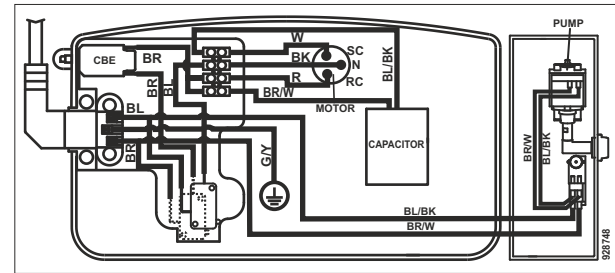 PUMP
W
SC
BK
N
R
RC
MOTOR
BR/W
BL/BK
CBE
BR
BR
BL
BL
BR
G/Y
CAPACITOR
BL/BK
BR/W
BR/W
BL/BK
928748